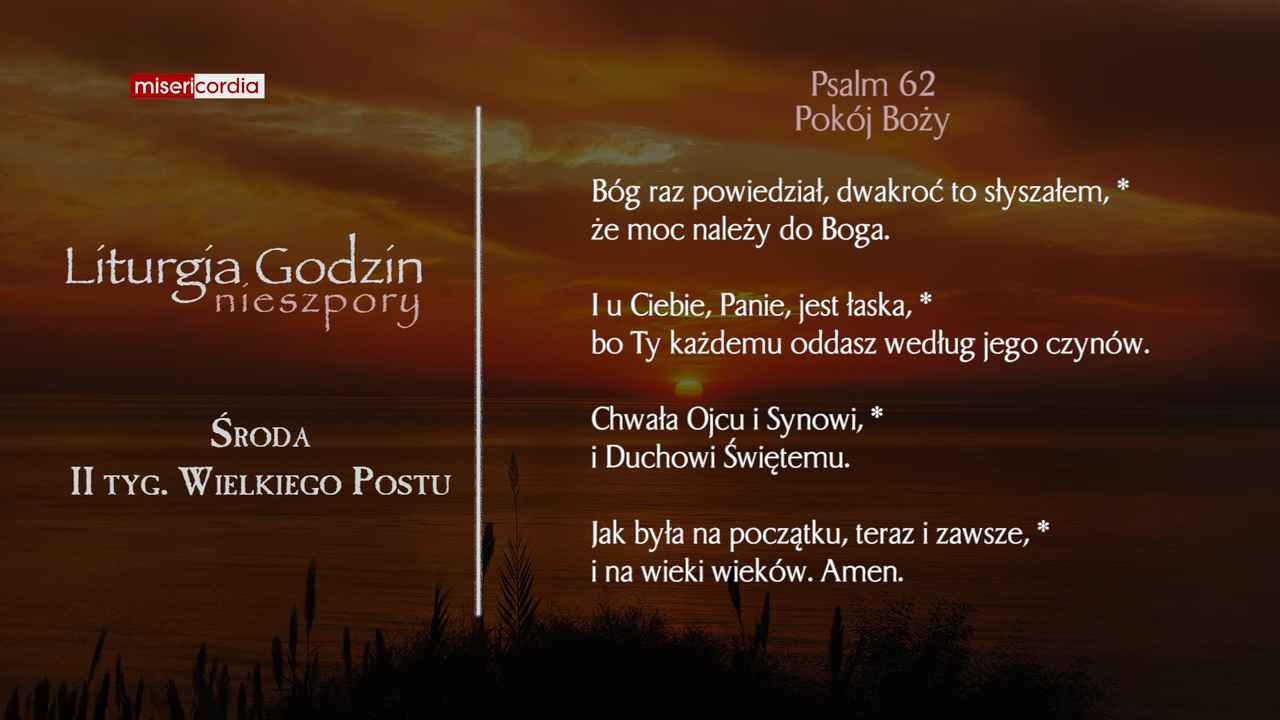 misericordia
Liturgia Godzin
nieszpory
Środa
II tyg. Wielkiego Postu
Psalm 62
Pokój Boży
Bóg raz powiedział, dwakroć to słyszałem, *
że moc należy do Boga.
I u Ciebie, Panie, jest łaska, *
bo Ty każdemu oddasz według jego czynów.
Chwała Ojcu i Synowi, *
i Duchowi Świętemu.
Jak była na początku, teraz i zawsze, *
i na wieki wieków. Amen.